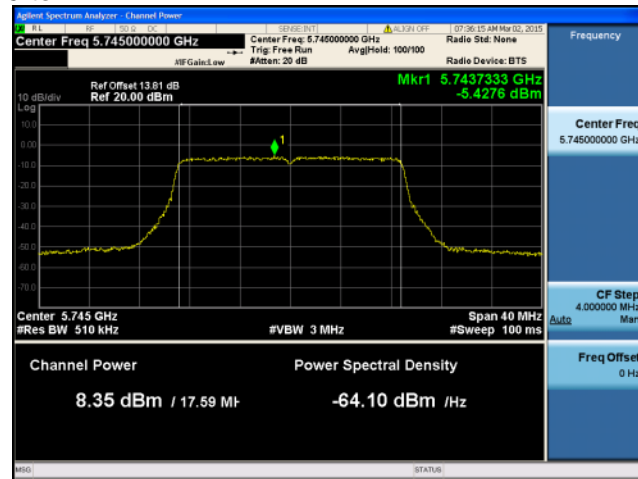 Agilent Spectrum Analyzer - Channel Power
RL RF 50 Ω DC SENSE:INT ALIGN OFF 07:36:15 AM Mar 02, 2015
Center Freq 5.745000000 GHz
Center Freq: 5.745000000 GHz
Radio Std: None
Trig: Free Run Avg|Hold: 100/100
#IFGain:Low #Atten: 20 dB Radio Device: BTS
Ref Offset 13.81 dB
10 dB/div Ref 20.00 dBm
Mkr1 5.7437333 GHz
-5.4276 dBm
Log
10.0
0.00
-10.0
-20.0
-30.0
-40.0
-50.0
-60.0
-70.0
1
Center 5.745 GHz Span 40 MHz
#Res BW 510 kHz #VBW 3 MHz #Sweep 100 ms
Channel Power Power Spectral Density
8.35 dBm / 17.59 MH -64.10 dBm /Hz
MSG STATUS
Frequency
Center Freq
5.745000000 GHz
CF Step
4.000000 MHz
Auto Man
Freq Offset
0 Hz